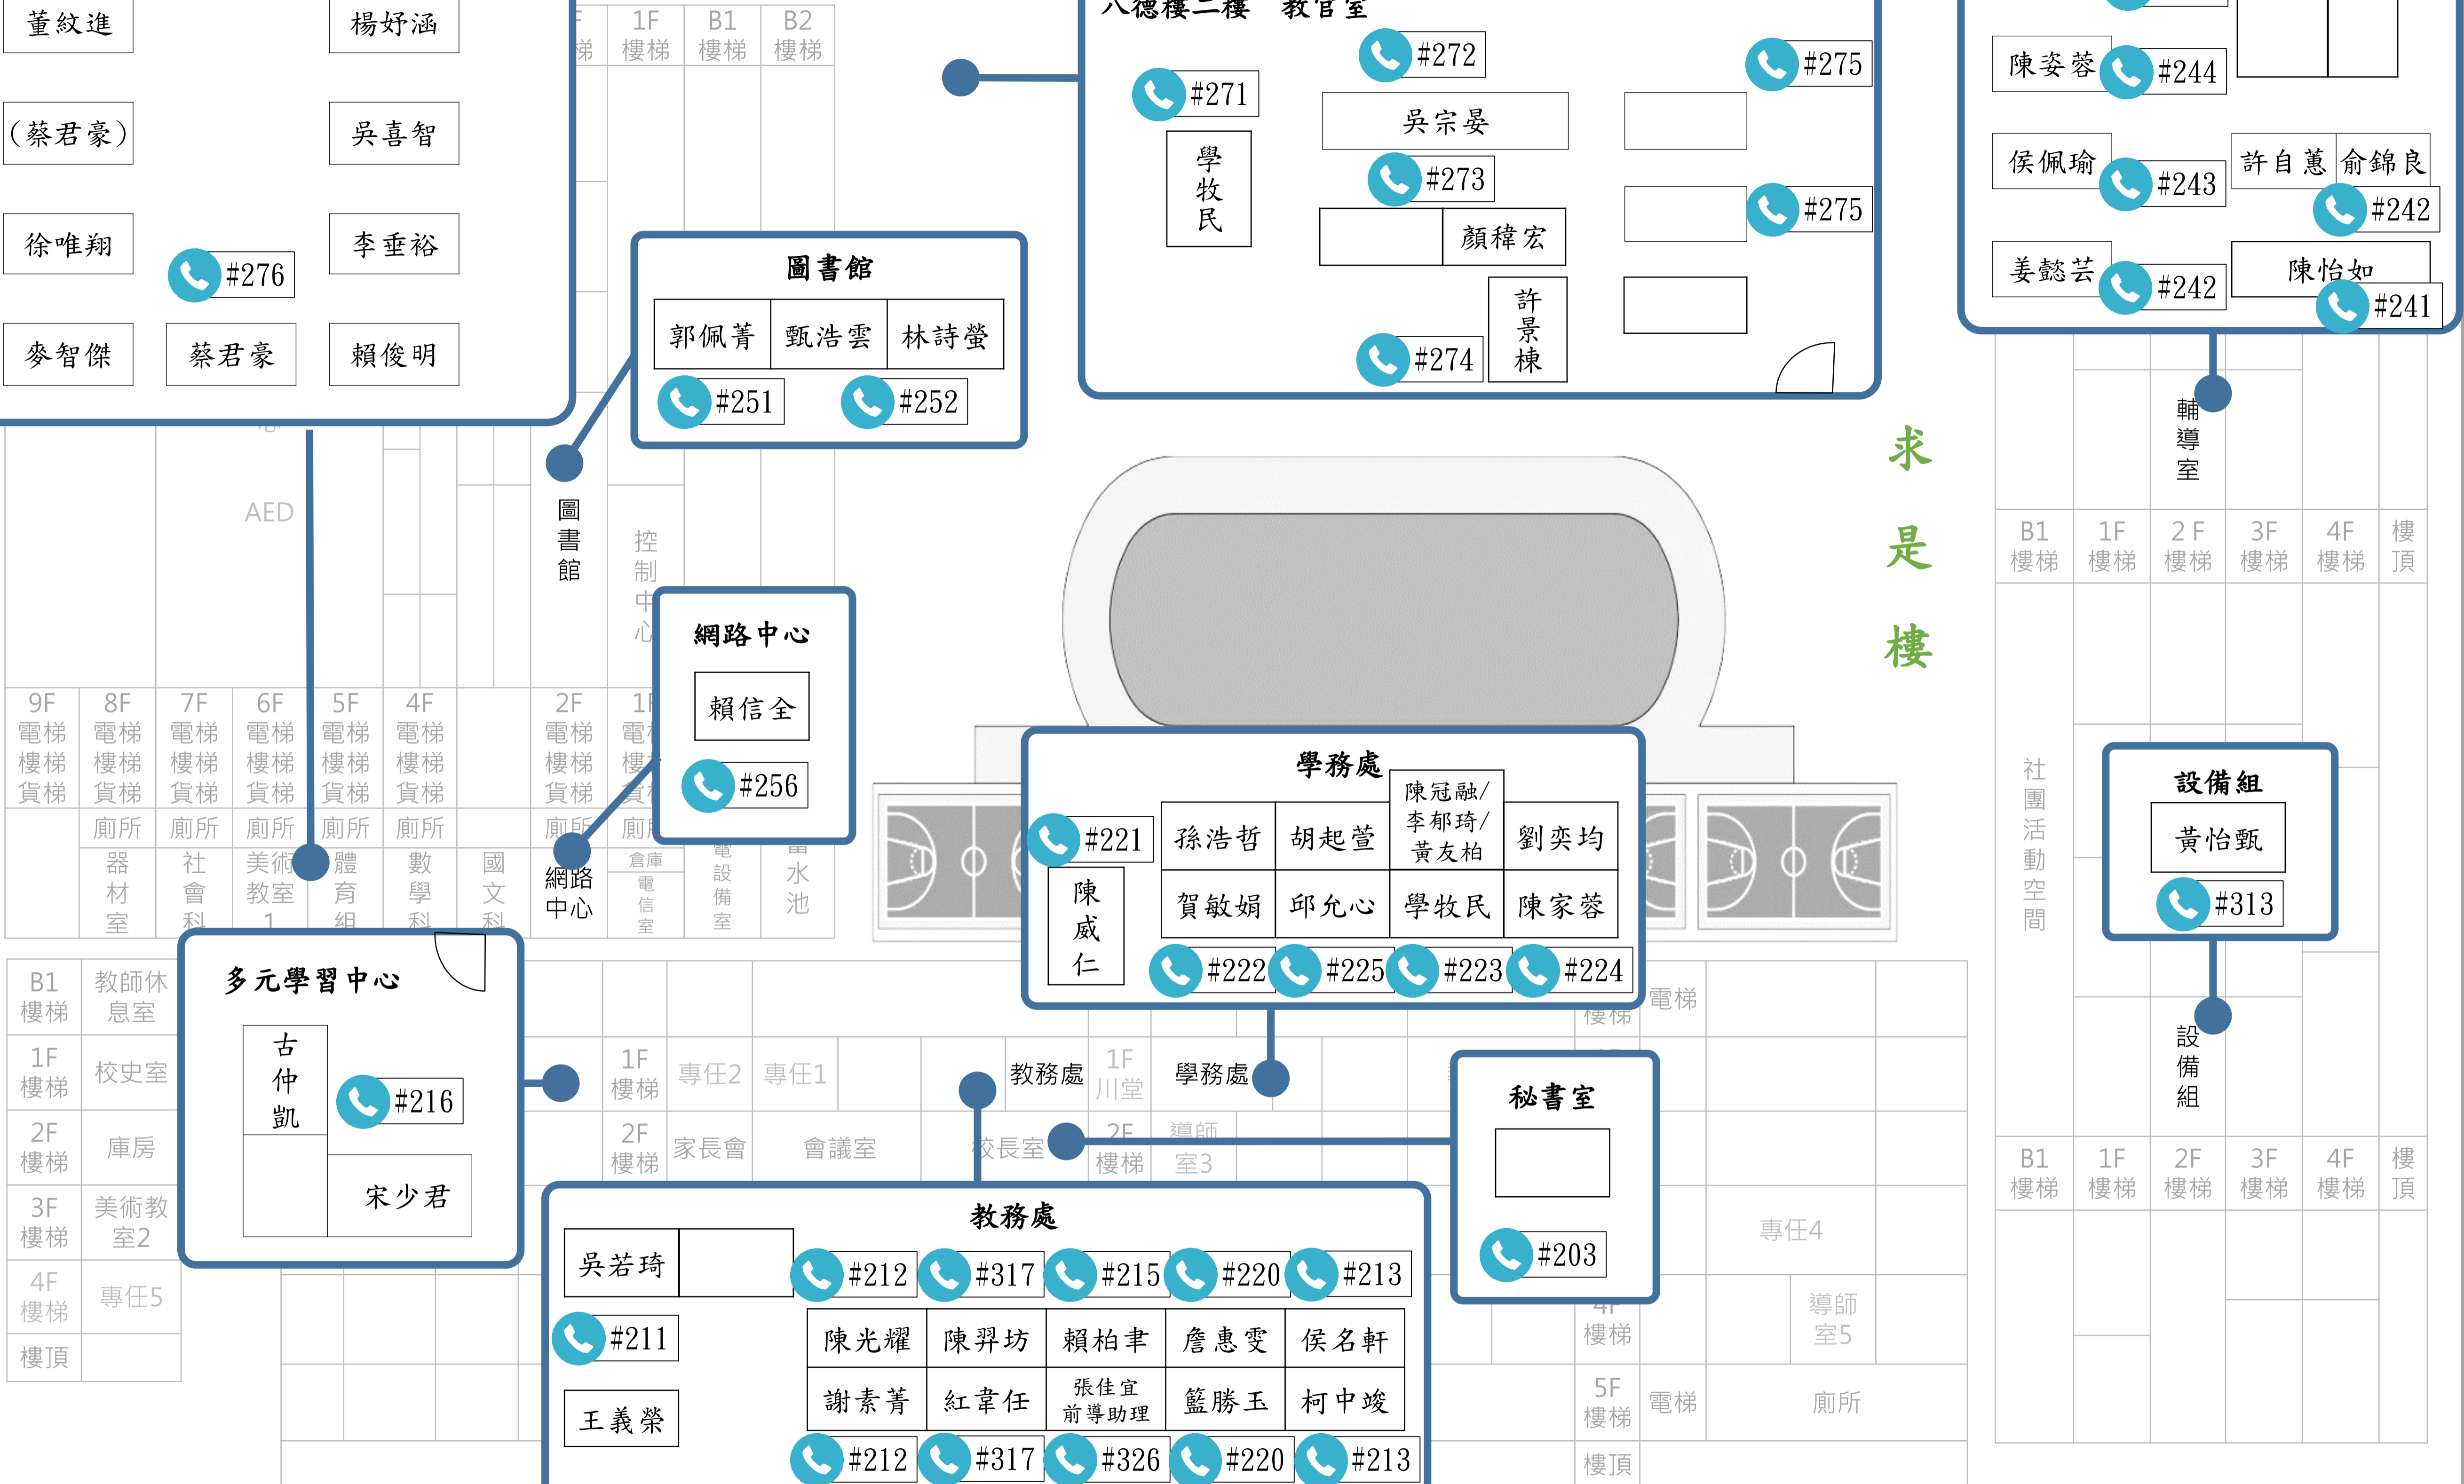 董紋進
楊妤涵
(蔡君豪)
吳喜智
徐唯翔
#276
李垂裕
麥智傑
蔡君豪
賴俊明
1F
樓梯
B1
樓梯
B2
樓梯
八德樓二樓 教官室
#271
#272
#275
學牧民
吳宗晏
#273
#275
顏稦宏
許景棟
#274
陳姿蓉
#244
侯佩瑜
#243
許自蕙
俞錦良
#242
姜懿芸
#242
陳怡如
#241
圖書館
郭佩菁
甄浩雲
林詩螢
#251
#252
AED
圖書館
控制中心
求是樓
輔導室
B1
樓梯
1F
樓梯
2 F
樓梯
3F
樓梯
4F
樓梯
樓頂
網路中心
賴信全
#256
9F
電梯
樓梯
貨梯
8F
電梯
樓梯
貨梯
7F
電梯
樓梯
貨梯
6F
電梯
樓梯
貨梯
5F
電梯
樓梯
貨梯
4F
電梯
樓梯
貨梯
2F
電梯
樓梯
貨梯
廁所
廁所
廁所
廁所
廁所
廁所
器材室
社會科
美術
教室
1
體育組
數學科
國文科
網路
中心
倉庫
電信室
電設備室
蓄水池
學務處
#221
陳威仁
孫浩哲
胡起萱
陳冠融/
李郁琦/
黃友柏
劉奕均
賀敏娟
邱允心
學牧民
陳家蓉
#222
#225
#223
#224
社團活動空間
設備組
黃怡甄
#313
設備組
B1
樓梯
1F
樓梯
2F
樓梯
3F
樓梯
4F
樓梯
樓頂
B1
樓梯
教師休
息室
1F
樓梯
校史室
2F
樓梯
庫房
3F
樓梯
美術教
室2
4F
樓梯
專任5
樓頂
多元學習中心
古仲凱
#216
宋少君
1F
樓梯
專任2
專任1
教務處
1F
川堂
學務處
2F
樓梯
家長會
會議室
校長室
2F
樓梯
導師
室3
樓梯
電梯
秘書室
#203
專任4
4F
樓梯
導師
室5
5F
樓梯
電梯
廁所
樓頂
教務處
吳若琦
#212
#317
#215
#220
#213
#211
陳光耀
陳羿坊
賴柏聿
詹惠雯
侯名軒
王義榮
謝素菁
紅韋任
張佳宜
前導助理
籃勝玉
柯中竣
#212
#317
#326
#220
#213